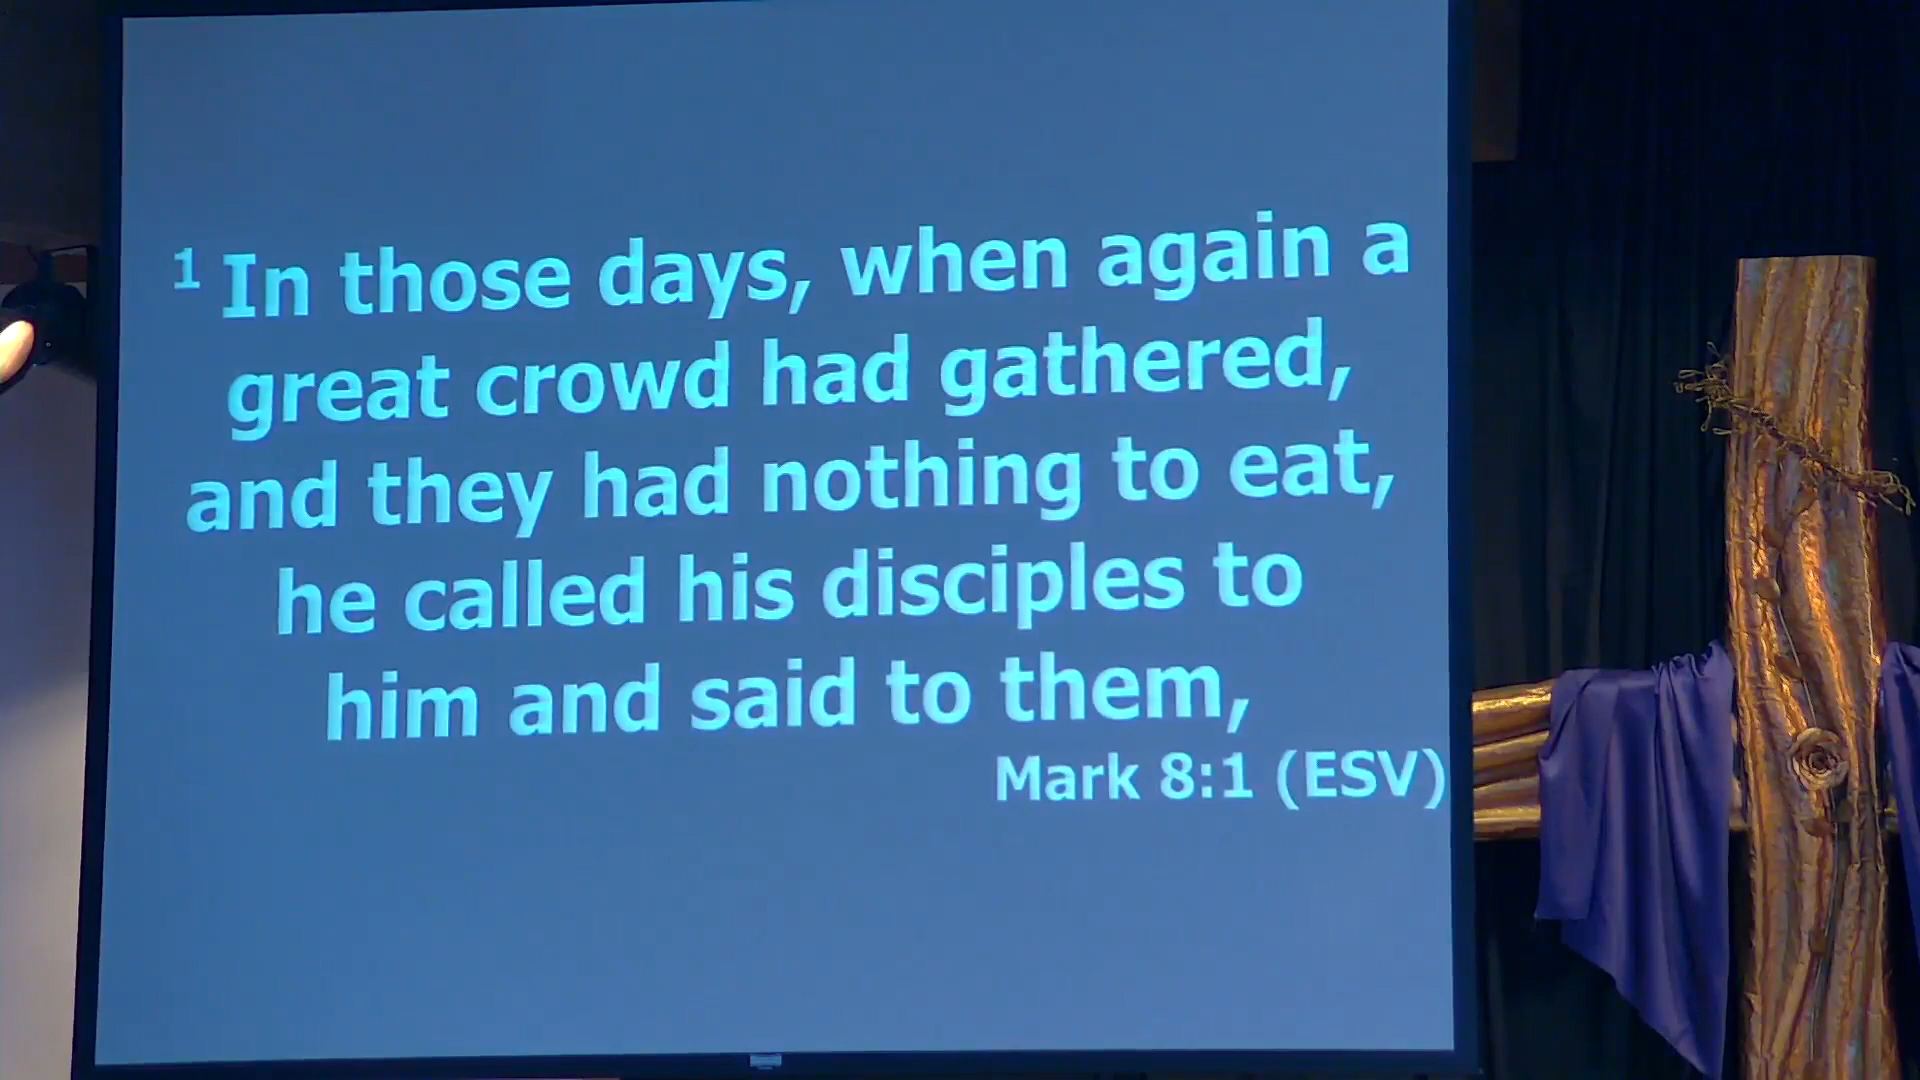 1 In those days, when again a
great crowd had gathered,
and they had nothing to eat,
he called his disciples to
him and said to them,
Mark 8:1 (ESV)